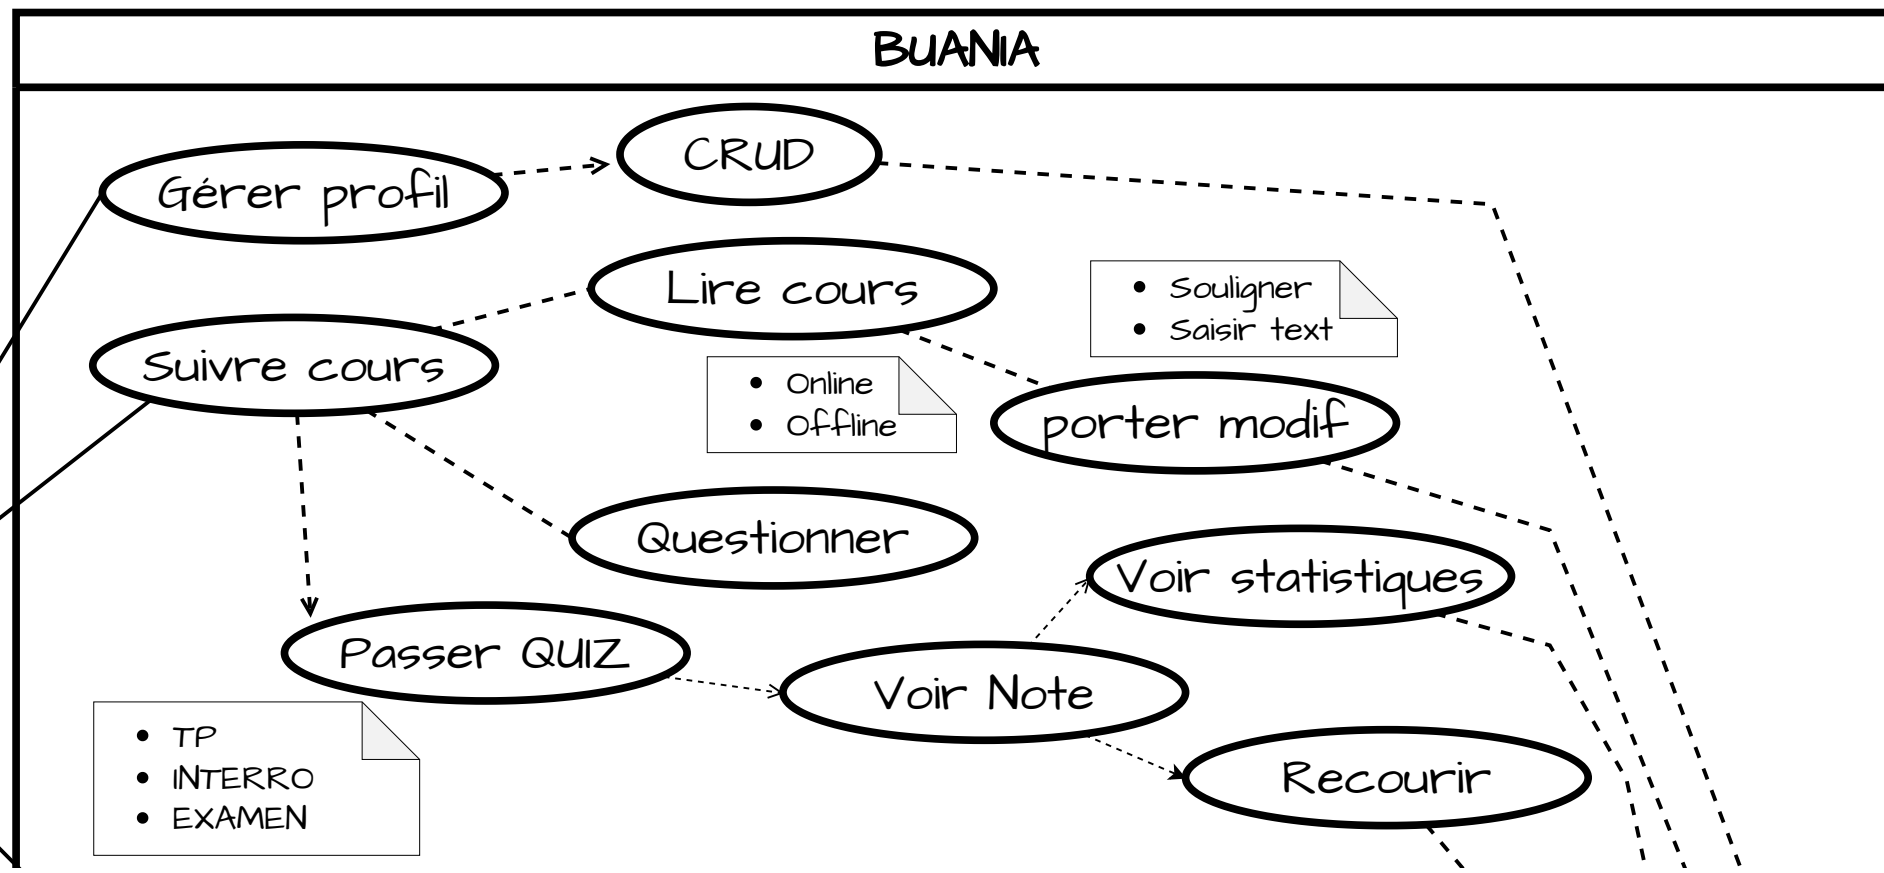 BUANIA
CRUD
Gérer profil
Lire cours
• Souligner
• Saisir text
Suivre cours
• Online
• Offline
porter modif
Questionner
Voir statistiques
Passer QUIZ
Voir Note
• TP
• INTERRO
• EXAMEN
Recourir